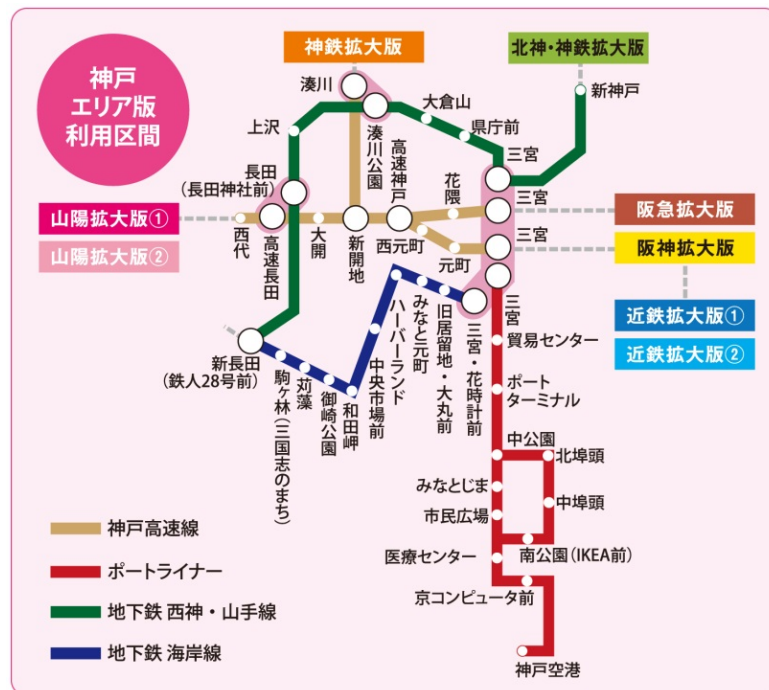 神戸
エリア版
利用区間
神鉄拡大版
北神・神鉄拡大版
湊川
新神戸
大倉山
県庁前
上沢
湊川公園
三宮
長田
(長田神社前)
高速神戸
花隈
三宮
山陽拡大版①
阪急拡大版
西代
高速長田
大開
新開地
西元町
元町
三宮
山陽拡大版②
阪神拡大版
三宮
近鉄拡大版①
近鉄拡大版②
新長田
(鉄人28号前)
駒ヶ林(三国志のまち)
苅藻
御崎公園
和田岬
中央市場前
ハーバーランド
みなと元町
旧居留地・大丸前
三宮・花時計前
貿易センター
ポート
ターミナル
中公園
北埠頭
みなとじま
中埠頭
市民広場
南公園(IKEA前)
医療センター
京コンピュータ前
神戸空港
神戸高速線
ポートライナー
地下鉄 西神・山手線
地下鉄 海岸線